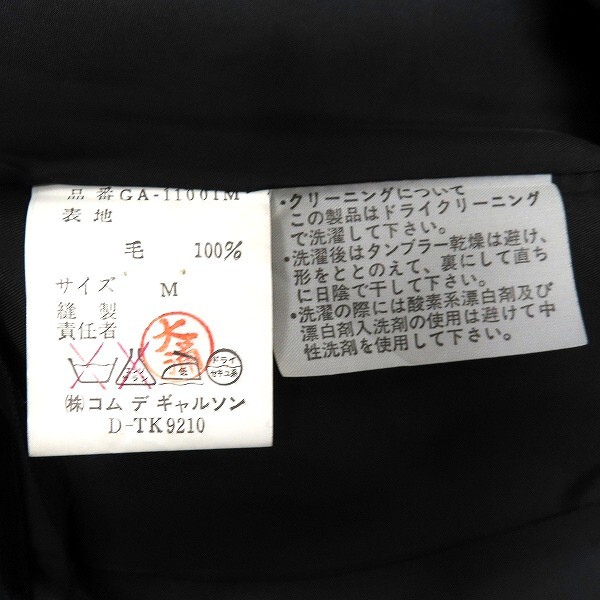 品番 GA-11001M
表地
毛 100%
サイズ M
縫製
責任者
ドライ
セキユ系
㈱コム デ ギャルソン
D-TK9210
・クリーニングについて
この製品はドライクリーニング
で洗濯して下さい。
・洗濯後はタンブラー乾燥は避け、
形をととのえて、裏にして直ち
に日陰で干して下さい。
・洗濯の際には酸素系漂白剤及び
漂白剤入洗剤の使用は避けて中
性洗剤を使用して下さい。